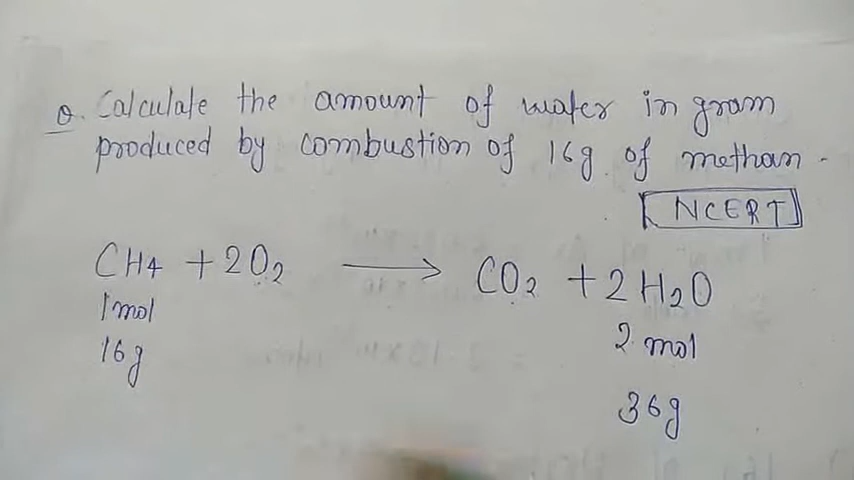 Q. Calculate the amount of water in gram
produced by combustion of 16g of methan.
[NCERT]
CH4 + 2O2 → CO2 + 2H2O
1mol 2 mol
16g 36g